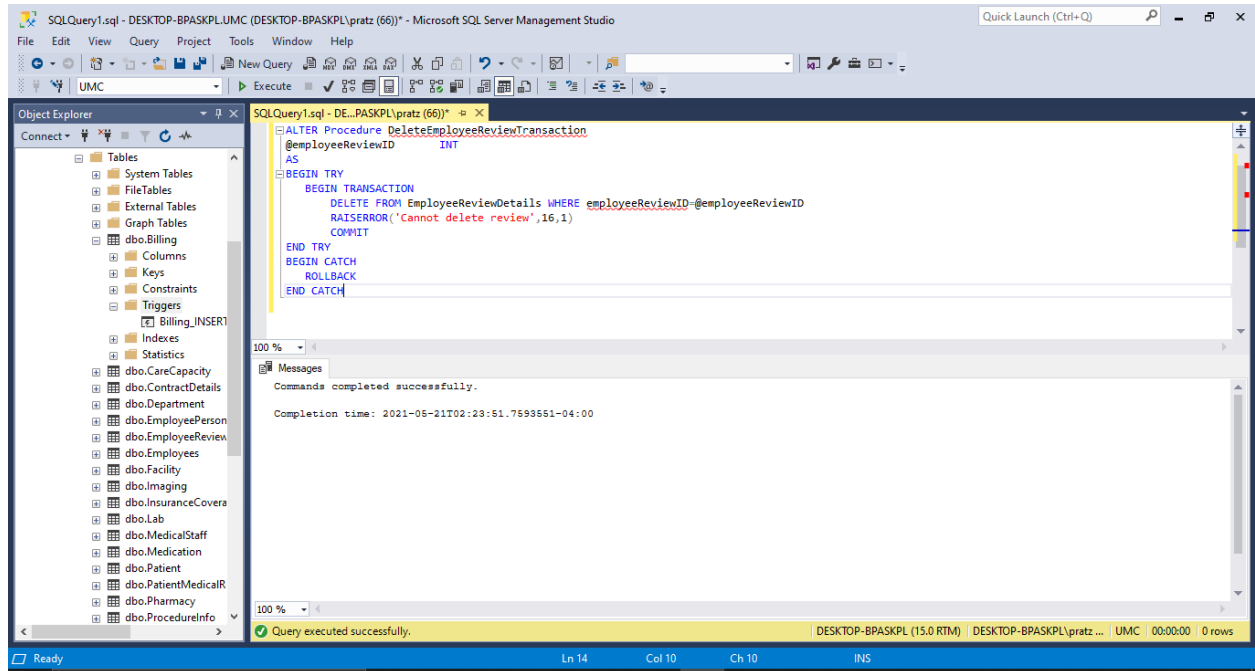 SQLQuery1.sql - DESKTOP-BPASKPL.UMC (DESKTOP-BPASKPL\pratz (66))* - Microsoft SQL Server Management Studio
Quick Launch (Ctrl+Q)
File Edit View Query Project Tools Window Help
New Query
UMC
Execute
Object Explorer
Connect
Tables
System Tables
FileTables
External Tables
Graph Tables
dbo.Billing
Columns
Keys
Constraints
Triggers
Billing_INSERT
Indexes
Statistics
dbo.CareCapacity
dbo.ContractDetails
dbo.Department
dbo.EmployeePerson
dbo.EmployeeReview
dbo.Employees
dbo.Facility
dbo.Imaging
dbo.InsuranceCovera
dbo.Lab
dbo.MedicalStaff
dbo.Medication
dbo.Patient
dbo.PatientMedicalR
dbo.Pharmacy
dbo.ProcedureInfo
SQLQuery1.sql - DE...PASKPL\pratz (66))*
ALTER Procedure DeleteEmployeeReviewTransaction
@employeeReviewID INT
AS
BEGIN TRY
BEGIN TRANSACTION
DELETE FROM EmployeeReviewDetails WHERE employeeReviewID=@employeeReviewID
RAISERROR('Cannot delete review',16,1)
COMMIT
END TRY
BEGIN CATCH
ROLLBACK
END CATCH
100 %
Messages
Commands completed successfully.
Completion time: 2021-05-21T02:23:51.7593551-04:00
100 %
Query executed successfully.
DESKTOP-BPASKPL (15.0 RTM) DESKTOP-BPASKPL\pratz ... UMC 00:00:00 0 rows
Ready Ln 14 Col 10 Ch 10 INS